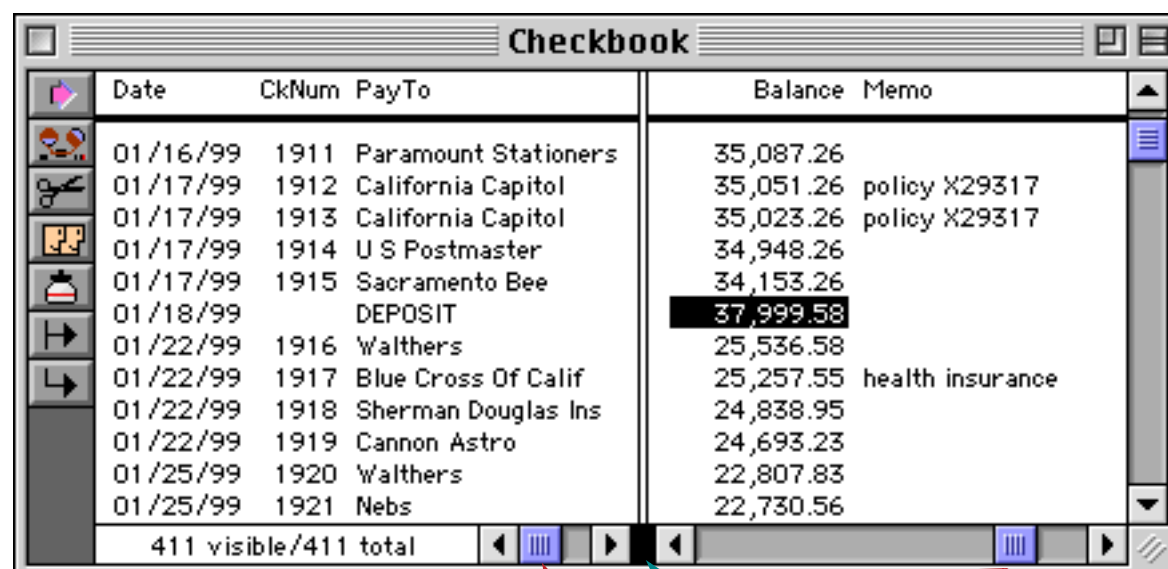 Checkbook
Date CkNum PayTo Balance Memo
01/16/99 1911 Paramount Stationers 35,087.26
01/17/99 1912 California Capitol 35,051.26 policy X29317
01/17/99 1913 California Capitol 35,023.26 policy X29317
01/17/99 1914 U S Postmaster 34,948.26
01/17/99 1915 Sacramento Bee 34,153.26
01/18/99 DEPOSIT 37,999.58
01/22/99 1916 Walthers 25,536.58
01/22/99 1917 Blue Cross Of Calif 25,257.55 health insurance
01/22/99 1918 Sherman Douglas Ins 24,838.95
01/22/99 1919 Cannon Astro 24,693.23
01/25/99 1920 Walthers 22,807.83
01/25/99 1921 Nebs 22,730.56
411 visible/411 total